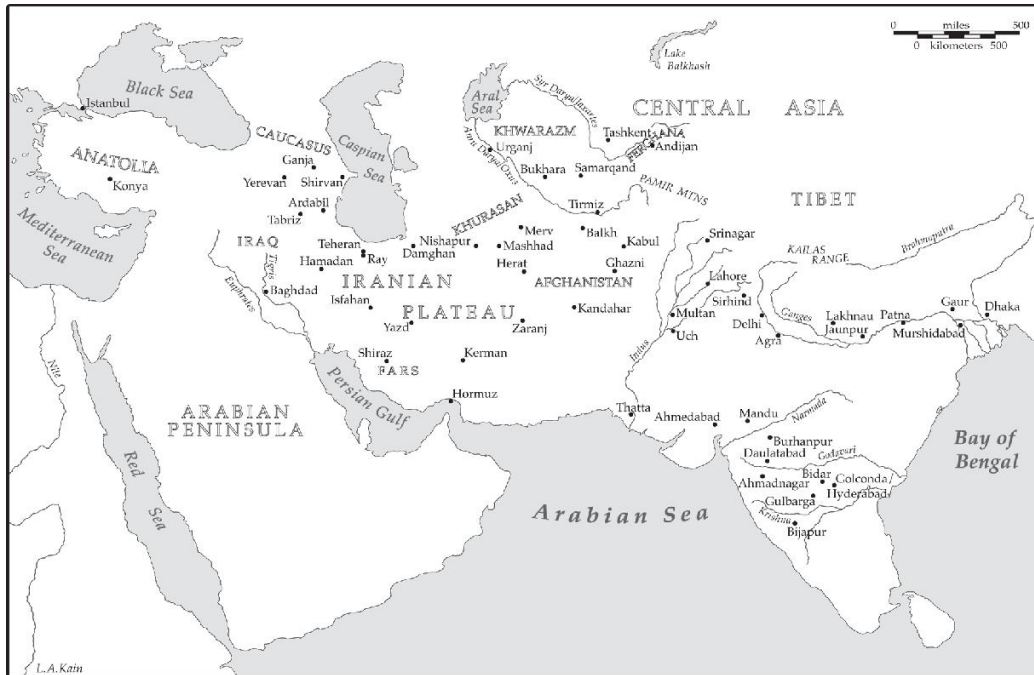 0 miles 500
0 kilometers 500
Lake
Balkhash
Black Sea
Istanbul
Aral
Sea
Syr Darya/Jaxartes
CENTRAL ASIA
CAUCASUS
Caspian
Sea
KHWARAZM
Urganj
Tashkent
FERGHANA
Andijan
ANATOLIA
Konya
Ganja
Yerevan
Shirvan
Amu Darya/Oxus
Bukhara
Samarqand
PAMIR MTNS
TIBET
Ardabil
Tabriz
Tirmiz
Mediterranean
Sea
KHURASAN
Merv
Balkh
Kabul
Srinagar
KAILAS
RANGE
Brahmaputra
IRAQ
Tigris
Teheran
Ray
Hamadan
Damghan
Nishapur
Mashhad
Herat
Ghazni
AFGHANISTAN
IRANIAN
PLATEAU
Baghdad
Euphrates
Isfahan
Yazd
Zaranj
Kandahar
Lahore
Sirhind
Multan
Uch
Delhi
Agra
Ganges
Lakhnau
Jaunpur
Patna
Gaur
Murshidabad
Dhaka
Indus
Nile
Shiraz
FARS
Kerman
Hormuz
Persian Gulf
ARABIAN
PENINSULA
Red
Sea
Thatta
Ahmedabad
Mandu
Narmada
Burhanpur
Daulatabad
Godavari
Bidar
Golconda
Ahmadnagar
Hyderabad
Gulbarga
Krishna
Bijapur
Bay of
Bengal
Arabian Sea
L.A.Kain